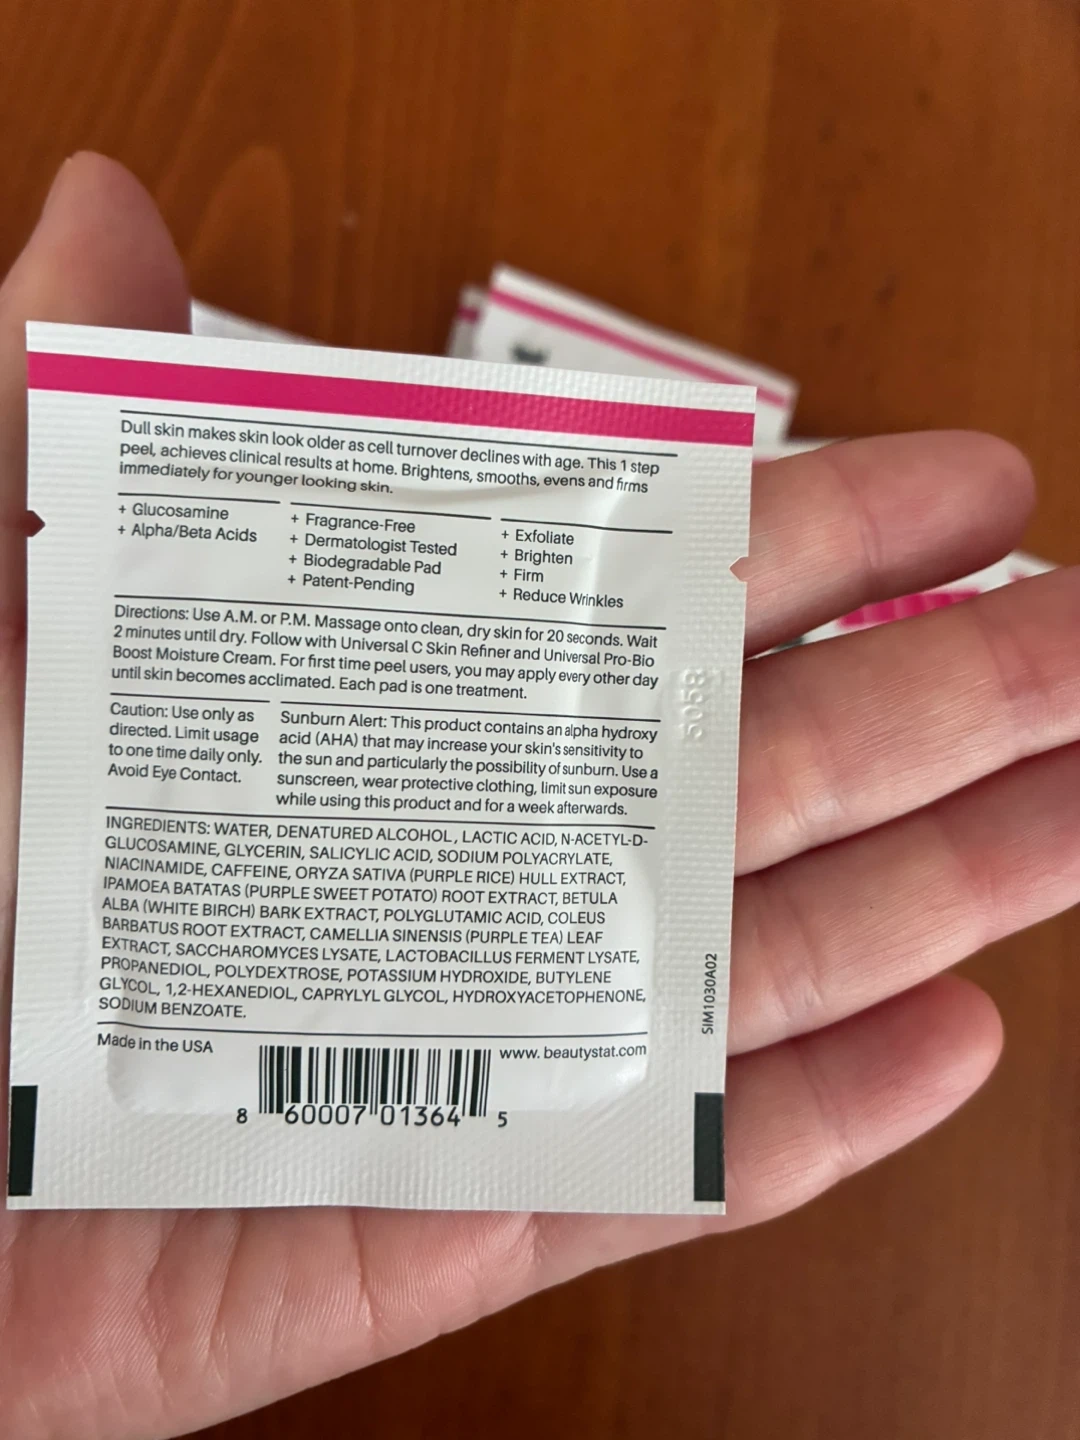 Dull skin makes skin look older as cell turnover declines with age. This 1 step
peel, achieves clinical results at home. Brightens, smooths, evens and firms
immediately for younger looking skin.
+ Glucosamine
+ Alpha/Beta Acids
+ Fragrance-Free
+ Dermatologist Tested
+ Biodegradable Pad
+ Patent-Pending
+ Exfoliate
+ Brighten
+ Firm
+ Reduce Wrinkles
Directions: Use A.M. or P.M. Massage onto clean, dry skin for 20 seconds. Wait
2 minutes until dry. Follow with Universal C Skin Refiner and Universal Pro-Bio
Boost Moisture Cream. For first time peel users, you may apply every other day
until skin becomes acclimated. Each pad is one treatment.
Caution: Use only as
directed. Limit usage
to one time daily only.
Avoid Eye Contact.
Sunburn Alert: This product contains an alpha hydroxy
acid (AHA) that may increase your skin's sensitivity to
the sun and particularly the possibility of sunburn. Use a
sunscreen, wear protective clothing, limit sun exposure
while using this product and for a week afterwards.
INGREDIENTS: WATER, DENATURED ALCOHOL, LACTIC ACID, N-ACETYL-D-
GLUCOSAMINE, GLYCERIN, SALICYLIC ACID, SODIUM POLYACRYLATE,
NIACINAMIDE, CAFFEINE, ORYZA SATIVA (PURPLE RICE) HULL EXTRACT,
IPAMOEA BATATAS (PURPLE SWEET POTATO) ROOT EXTRACT, BETULA
ALBA (WHITE BIRCH) BARK EXTRACT, POLYGLUTAMIC ACID, COLEUS
BARBATUS ROOT EXTRACT, CAMELLIA SINENSIS (PURPLE TEA) LEAF
EXTRACT, SACCHAROMYCES LYSATE, LACTOBACILLUS FERMENT LYSATE,
PROPANEDIOL, POLYDEXTROSE, POTASSIUM HYDROXIDE, BUTYLENE
GLYCOL, 1,2-HEXANEDIOL, CAPRYLYL GLYCOL, HYDROXYACETOPHENONE,
SODIUM BENZOATE.
Made in the USA
www. beautystat.com
8 60007 01364 5
SIM1030A02
5058